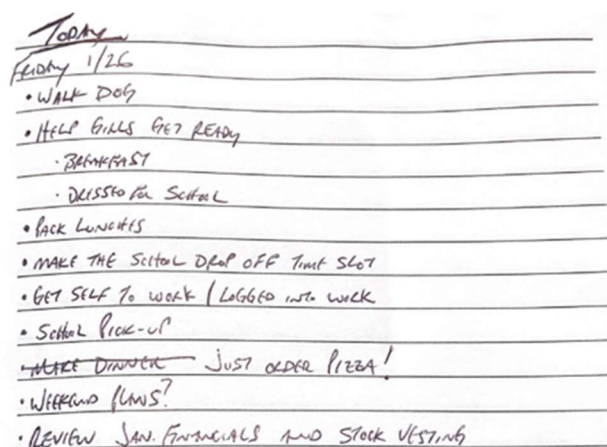 TODAY
FRIDAY 1/26
• WALK DOG
• HELP GIRLS GET READY
• BREAKFAST
• DRESSED FOR SCHOOL
• PACK LUNCHES
• MAKE THE SCHOOL DROP OFF TIME SLOT
• GET SELF TO WORK / LOGGED INTO WORK
• SCHOOL PICK-UP
• MAKE DINNER JUST ORDER PIZZA!
• WEEKEND PLANS?
• REVIEW JAN. FINANCIALS AND STOCK VESTING